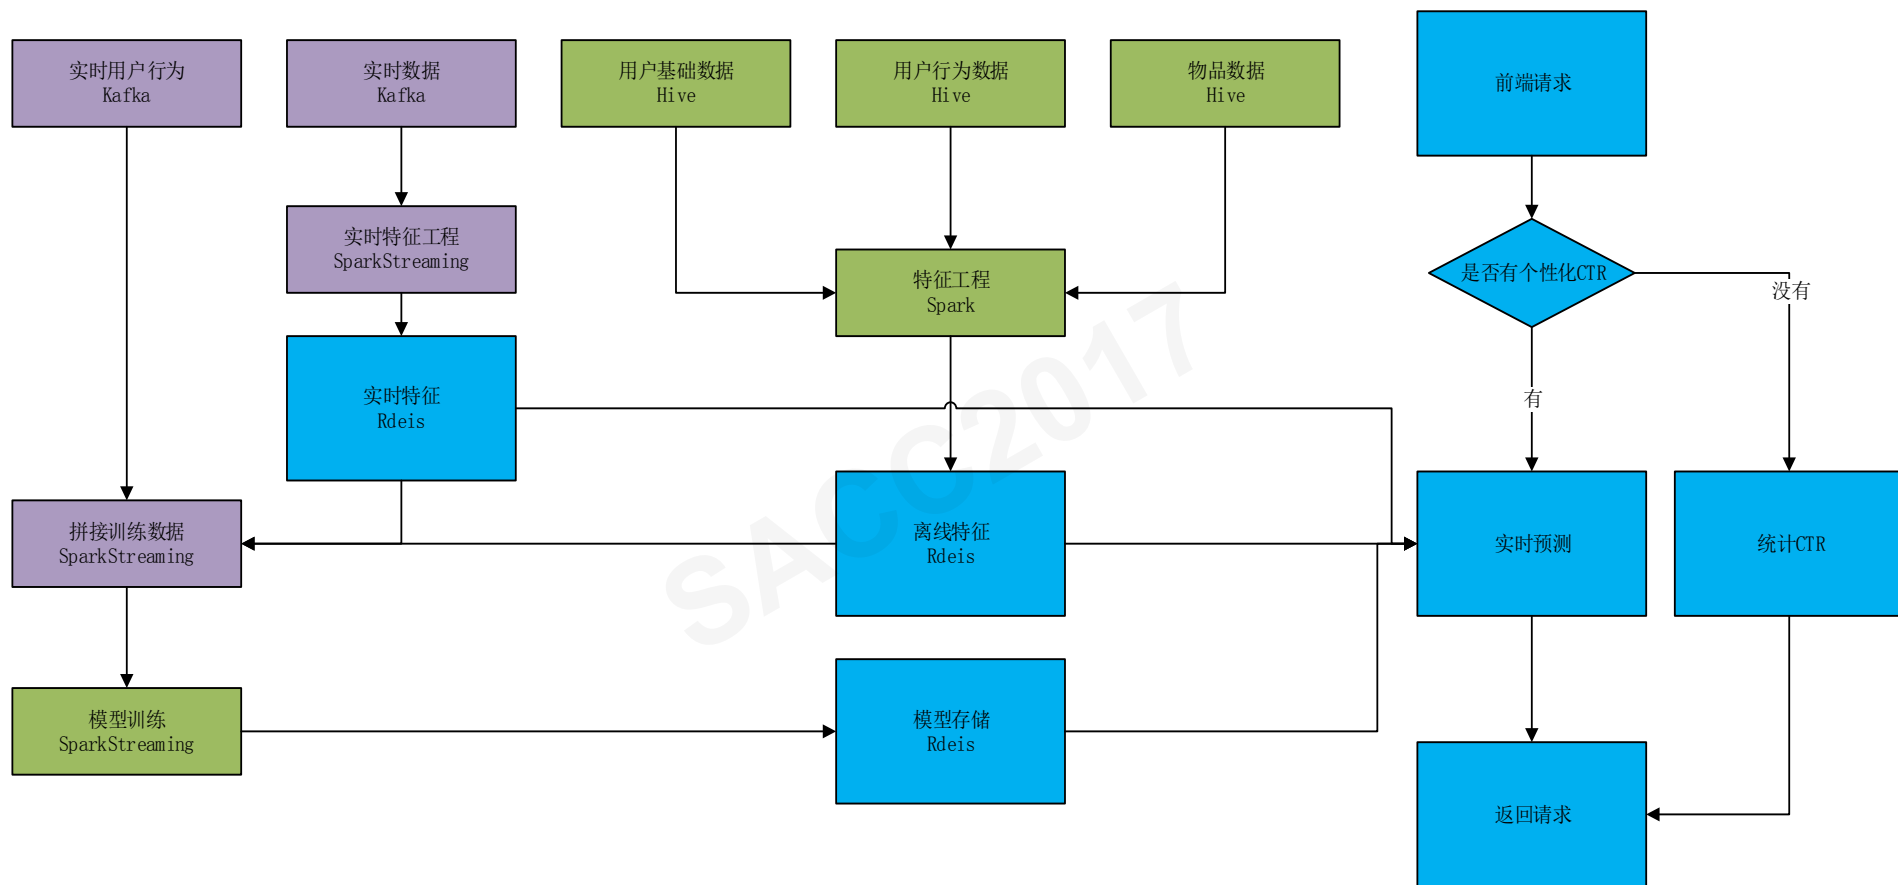 实时用户行为
Kafka
实时数据
Kafka
用户基础数据
Hive
用户行为数据
Hive
物品数据
Hive
前端请求
实时特征工程
SparkStreaming
特征工程
Spark
是否有个性化CTR
没有
有
实时特征
Rdeis
拼接训练数据
SparkStreaming
离线特征
Rdeis
实时预测
统计CTR
模型训练
SparkStreaming
模型存储
Rdeis
返回请求
SACC2017